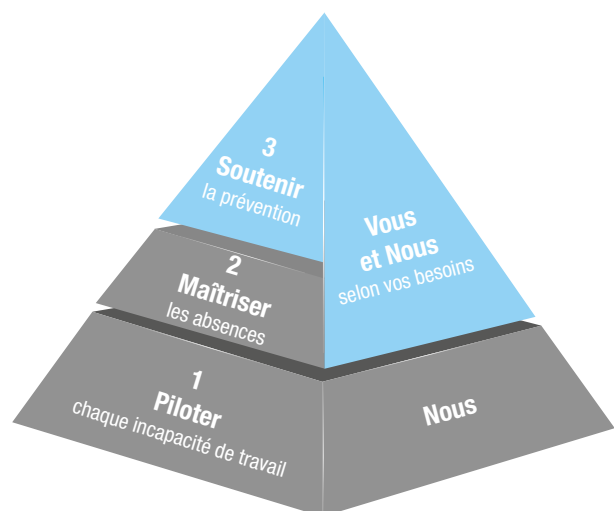 3
Soutenir
la prévention
Vous
et Nous
selon vos besoins
2
Maîtriser
les absences
1
Piloter
chaque incapacité de travail
Nous